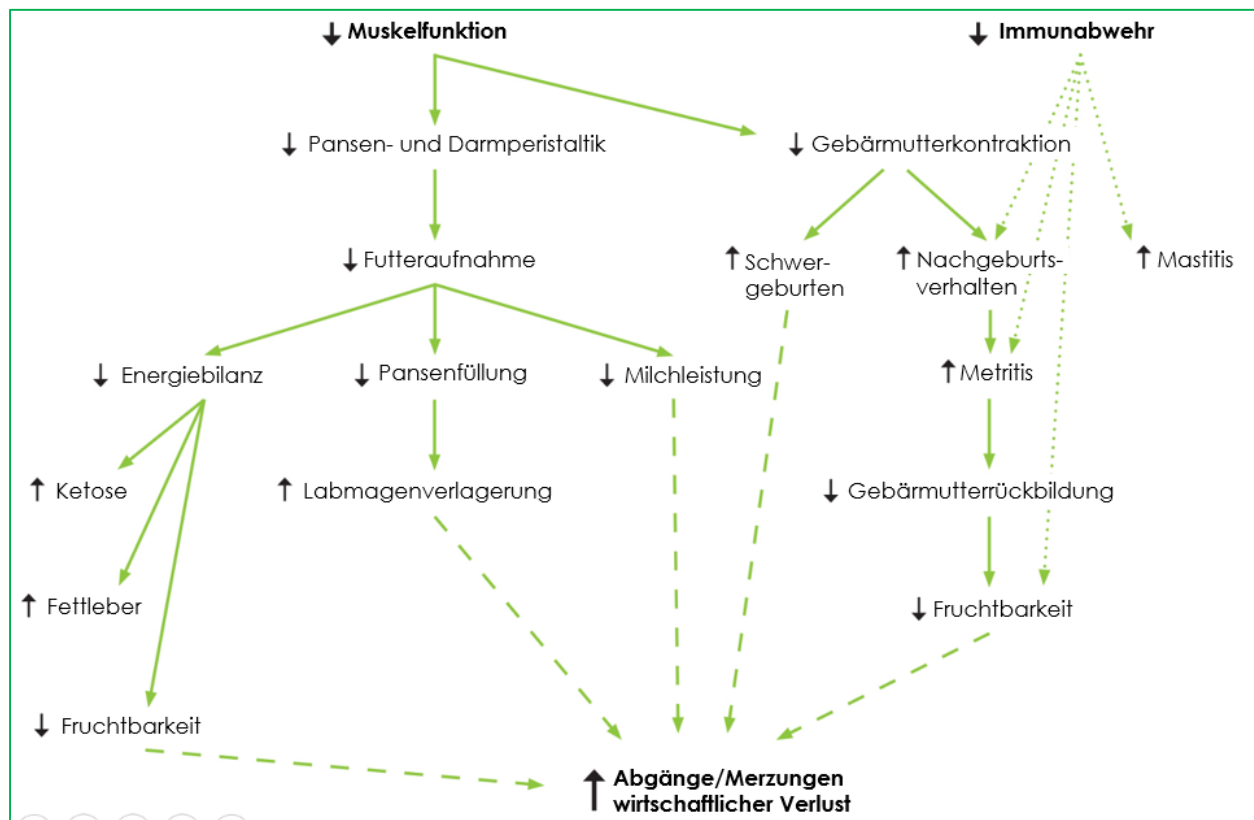 ↓ Muskelfunktion
↓ Immunabwehr
↓ Pansen- und Darmperistaltik
↓ Gebärmutterkontraktion
↓ Futteraufnahme
↑ Schwer-
geburten
↑ Nachgeburts-
verhalten
↑ Mastitis
↓ Energiebilanz
↓ Pansenfüllung
↓ Milchleistung
↑ Metritis
↑ Ketose
↑ Labmagenverlagerung
↓ Gebärmutterrückbildung
↑ Fettleber
↓ Fruchtbarkeit
↓ Fruchtbarkeit
↑ Abgänge/Merzungen
wirtschaftlicher Verlust